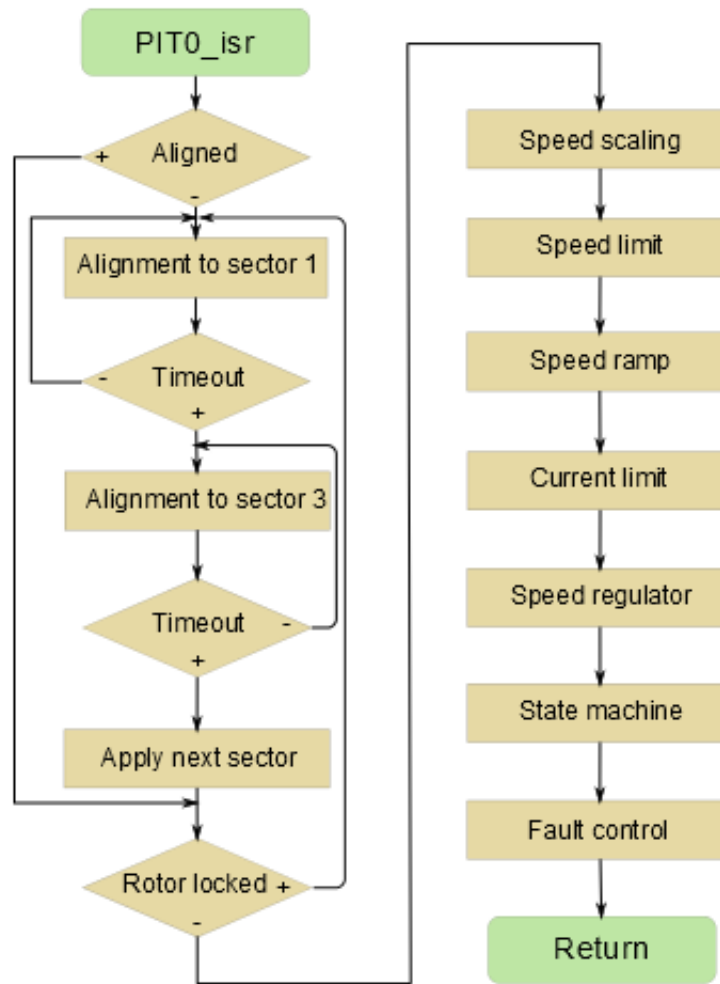 PIT0_isr
+
Aligned
-
Alignment to sector 1
-
Timeout
+
Alignment to sector 3
Timeout
-
+
Apply next sector
Rotor locked
+
-
Speed scaling
Speed limit
Speed ramp
Current limit
Speed regulator
State machine
Fault control
Return